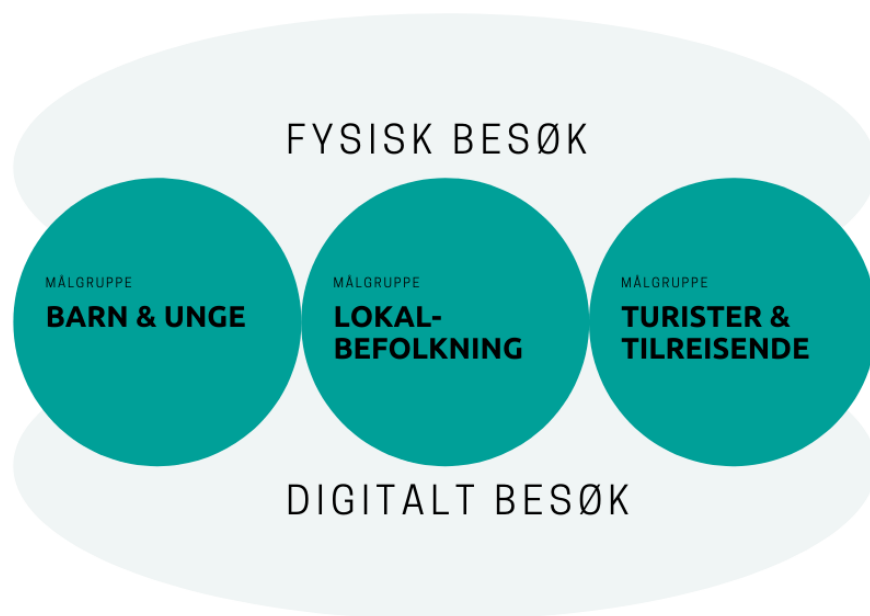 FYSISK BESØK
MÅLGRUPPE
BARN & UNGE
MÅLGRUPPE
LOKAL-
BEFOLKNING
MÅLGRUPPE
TURISTER &
TILREISENDE
DIGITALT BESØK